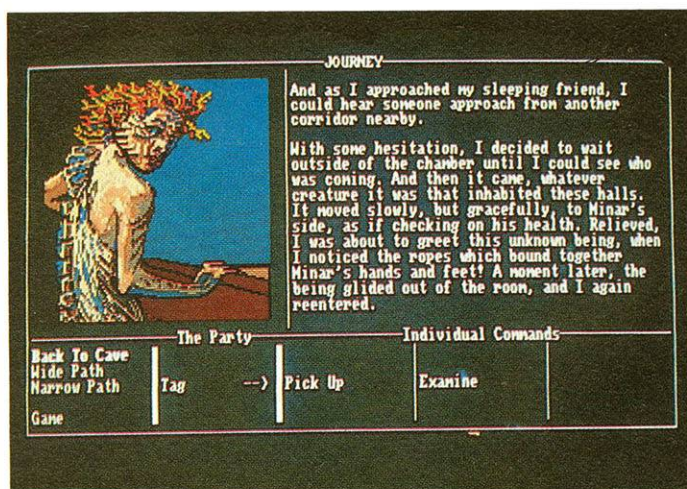 JOURNEY
And as I approached my sleeping friend, I
could hear someone approach from another
corridor nearby.
With some hesitation, I decided to wait
outside of the chamber until I could see who
was coming. And then it came, whatever
creature it was that inhabited these halls.
It moved slowly, but gracefully, to Minar's
side, as if checking on his health. Relieved,
I was about to greet this unknown being, when
I noticed the ropes which bound together
Minar's hands and feet! A moment later, the
being glided out of the room, and I again
reentered.
The Party Individual Commands
Back To Cave
Wide Path
Narrow Path
Game
Tag --> Pick Up Examine